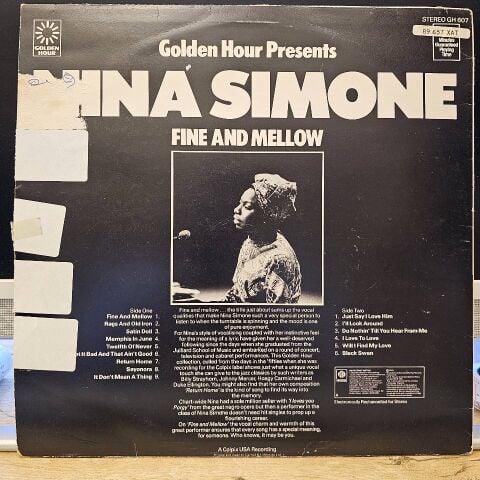 GOLDEN HOUR
Golden Hour Presents
STEREO GH 607
89 657 XAT
Minutes
Guaranteed
Playing
Time
NINA SIMONE
FINE AND MELLOW
Side One
Fine And Mellow 1.
Rags And Old Iron 2.
Satin Doll 3.
Memphis In June 4.
Twelfth Of Never 5.
Got It Bad And That Ain't Good 6.
Return Home 7.
Sayonara 8.
It Don't Mean A Thing 9.
Fine and mellow . . . the title just about sums up the vocal
qualities that make Nina Simone such a very special person to
listen to when the turntable is spinning and the mood is one
of pure enjoyment.
For Nina's style of vocalising coupled with her instinctive feel
for the meaning of a lyric have given her a well-deserved
following since the days when she graduated from the
Juillard School of Music and embarked on a round of concert,
television and cabaret performances. This Golden Hour
collection, culled from the days in the 'fifties when she was
recording for the Colpix label shows just what a unique vocal
touch she can give to the jazz classics by such writers as
Billy Strayhorn, Johnny Mercer, Hoagy Carmichael and
Duke Ellington. You might also find that her own composition
'Return Home' is the kind of song to find its way into
the memory.
Chart-wide Nina had a sole million seller with 'I loves you
Porgy' from the great negro opera but then a performer in the
class of Nina Simone doesn't need hit singles to prop up a
flourishing career.
On 'Fine and Mellow' the vocal charm and warmth of this
great performer ensures that every song has a special meaning,
for someone. Who knows, it may be you.
A Colpix USA Recording
Side Two
1. Just Say I Love Him
2. I'll Look Around
3. Do Nothin' Till You Hear From Me
4. I Love To Love
5. Will I Find My Love
6. Black Swan
Electronically Rechannelled for Stereo